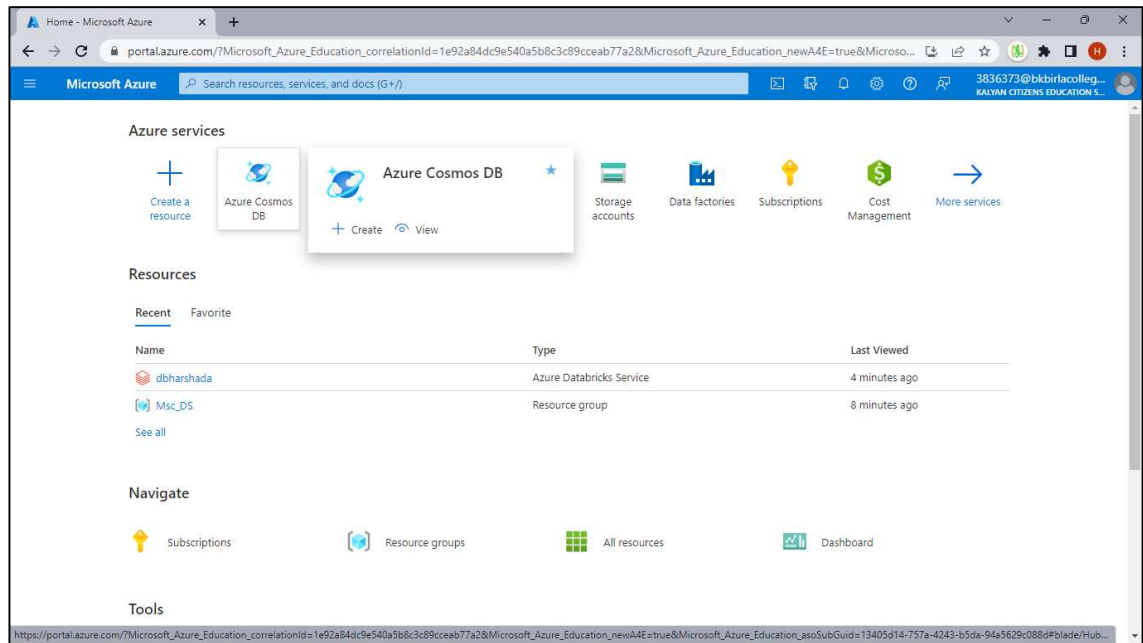 Home - Microsoft Azure
portal.azure.com/?Microsoft_Azure_Education_correlationId=1e92a84dc9e540a5b8c3c89cceab77a2&Microsoft_Azure_Education_newA4E=true&Microso...
H
Microsoft Azure
Search resources, services, and docs (G+/)
3836373@bkbirlacolleg...
KALYAN CITIZENS EDUCATION S...
Azure services
Create a resource
Azure Cosmos DB
Azure Cosmos DB
Create View
Storage accounts
Data factories
Subscriptions
Cost Management
More services
Resources
Recent Favorite
Name Type Last Viewed
dbharshada Azure Databricks Service 4 minutes ago
Msc_DS Resource group 8 minutes ago
See all
Navigate
Subscriptions Resource groups All resources Dashboard
Tools
https://portal.azure.com/?Microsoft_Azure_Education_correlationId=1e92a84dc9e540a5b8c3c89cceab77a2&Microsoft_Azure_Education_newA4E=true&Microsoft_Azure_Education_asoSubGuid=13405d14-757a-4243-b5da-94a5629c088d#blade/Hub...